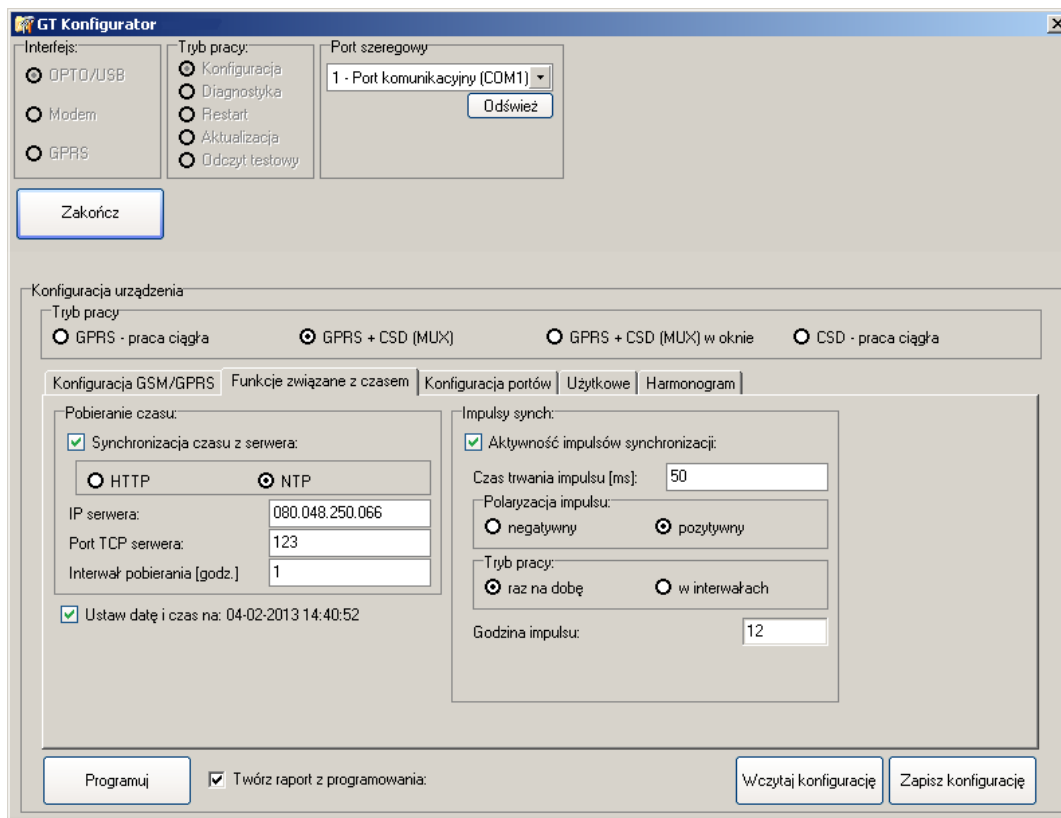 GT Konfigurator
Interfejs:
OPTO/USB
Modem
GPRS
Tryb pracy:
Konfiguracja
Diagnostyka
Restart
Aktualizacja
Odczyt testowy
Port szeregowy
1 - Port komunikacyjny (COM1)
Odśwież
Zakończ
Konfiguracja urządzenia
Tryb pracy
GPRS - praca ciągła
GPRS + CSD (MUX)
GPRS + CSD (MUX) w oknie
CSD - praca ciągła
Konfiguracja GSM/GPRS
Funkcje związane z czasem
Konfiguracja portów
Użytkowe
Harmonogram
Pobieranie czasu:
Synchronizacja czasu z serwera:
HTTP
NTP
IP serwera:
080.048.250.066
Port TCP serwera:
123
Interwał pobierania [godz.]
1
Ustaw datę i czas na: 04-02-2013 14:40:52
Impulsy synch:
Aktywność impulsów synchronizacji:
Czas trwania impulsu [ms]:
50
Polaryzacja impulsu:
negatywny
pozytywny
Tryb pracy:
raz na dobę
w interwałach
Godzina impulsu:
12
Programuj
Twórz raport z programowania:
Wczytaj konfigurację
Zapisz konfigurację